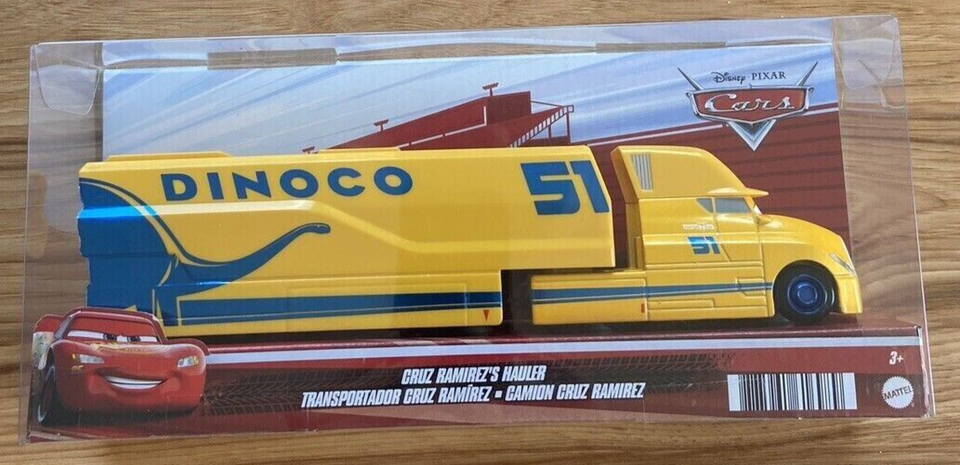 Disney · PIXAR
Cars
DINOCO
51
51
CRUZ RAMIREZ'S HAULER
TRANSPORTADOR CRUZ RAMÍREZ ▪ CAMION CRUZ RAMIREZ
3+
MATTEL